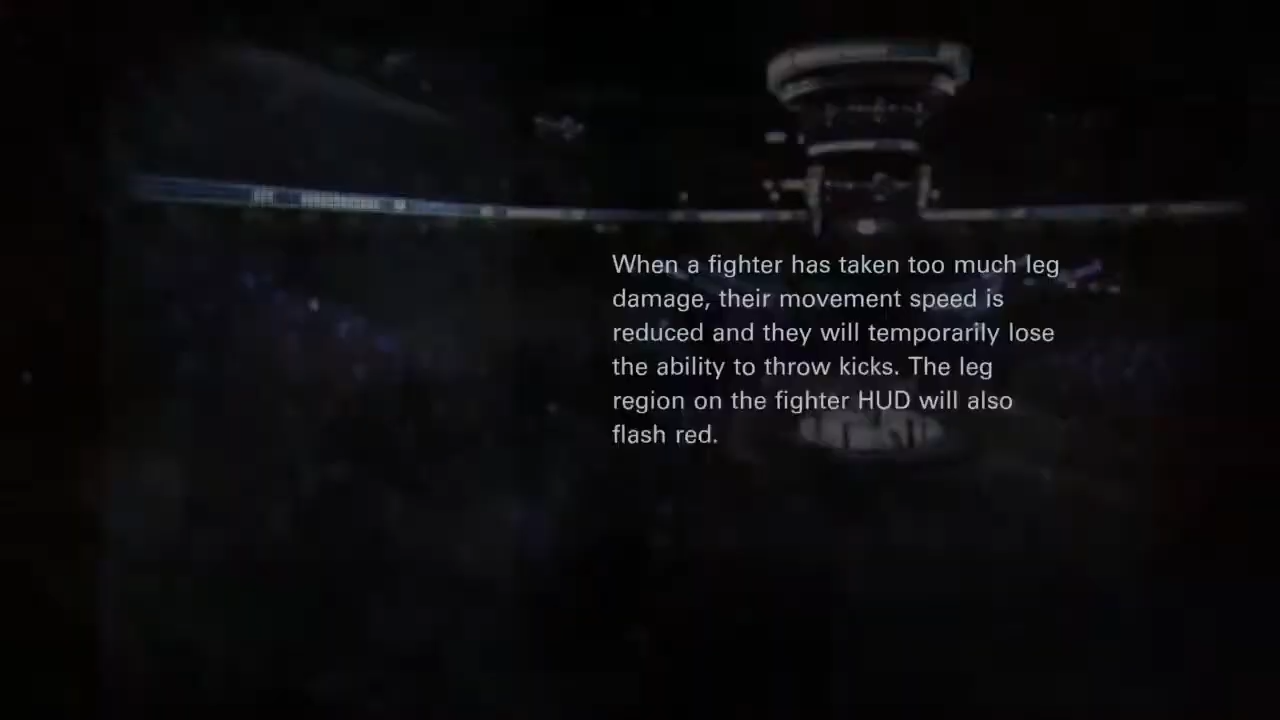 When a fighter has taken too much leg
damage, their movement speed is
reduced and they will temporarily lose
the ability to throw kicks. The leg
region on the fighter HUD will also
flash red.